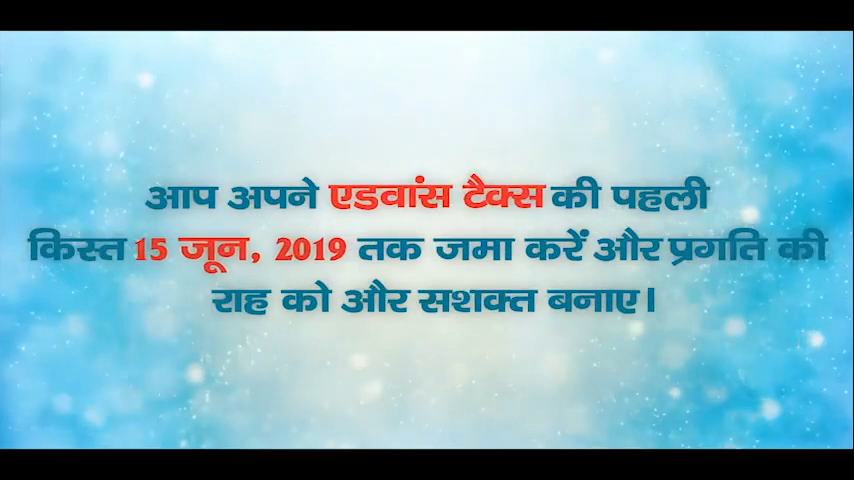 आप अपने एडवांस टैक्स की पहली
किस्त 15 जून, 2019 तक जमा करें और प्रगति की
राह को और सशक्त बनाए।